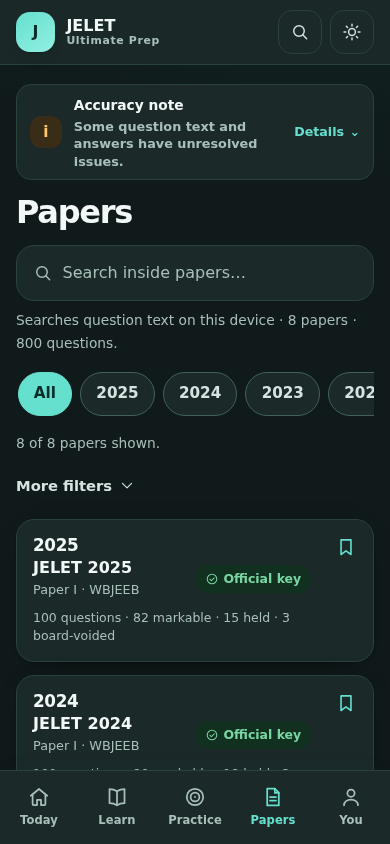 J
JELET
Ultimate Prep
i
Accuracy note
Some question text and
answers have unresolved
issues.
Details
Papers
Search inside papers...
Searches question text on this device · 8 papers ·
800 questions.
All
2025
2024
2023
202
8 of 8 papers shown.
More filters
2025
JELET 2025
Paper I · WBJEEB
Official key
100 questions · 82 markable · 15 held · 3
board-voided
2024
JELET 2024
Paper I · WBJEEB
Official key
Today
Learn
Practice
Papers
You